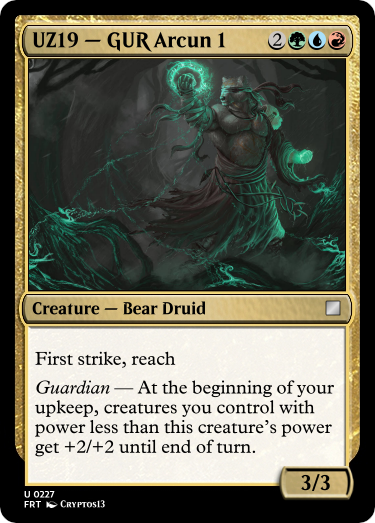 UZ19 — GUR Arcun 1 2
Creature — Bear Druid
First strike, reach
Guardian — At the beginning of your
upkeep, creatures you control with
power less than this creature's power
get +2/+2 until end of turn.
3/3
U 0227
FRT Cryptos13